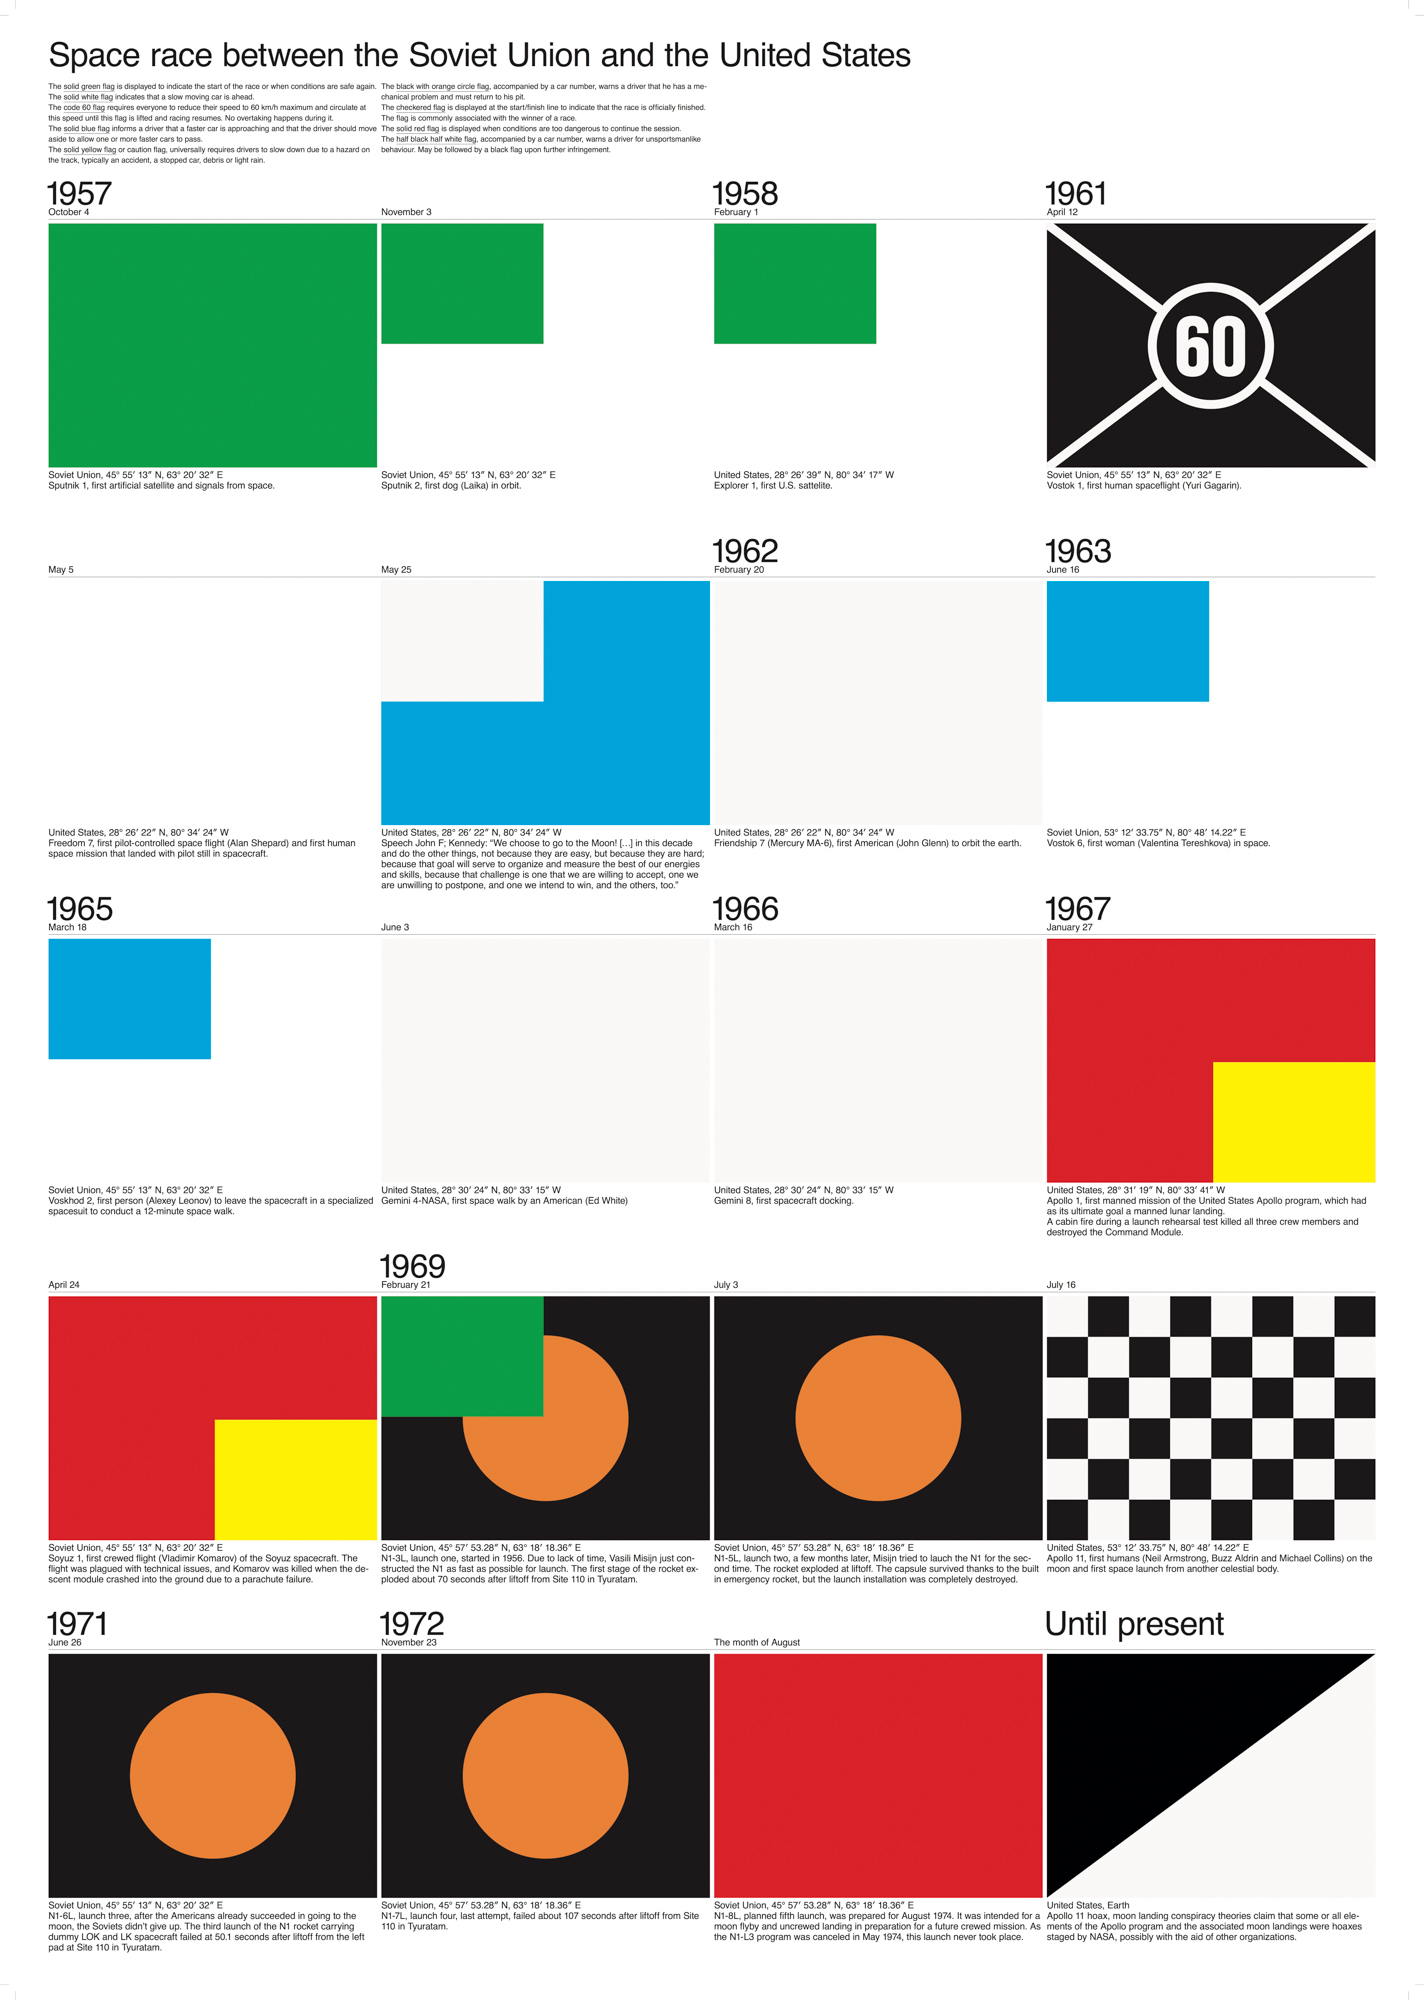 Space race between the Soviet Union and the United States
The solid green flag is displayed to indicate the start of the race or when conditions are safe again.
The solid white flag indicates that a slow moving car is ahead.
The code 60 flag requires everyone to reduce their speed to 60 km/h maximum and circulate at
this speed until this flag is lifted and racing resumes. No overtaking happens during it.
The solid blue flag informs a driver that a faster car is approaching and that the driver should move
aside to allow one or more faster cars to pass.
The solid yellow flag or caution flag, universally requires drivers to slow down due to a hazard on
the track, typically an accident, a stopped car, debris or light rain.
The black with orange circle flag, accompanied by a car number, warns a driver that he has a me-
chanical problem and must return to his pit.
The checkered flag is displayed at the start/finish line to indicate that the race is officially finished.
The flag is commonly associated with the winner of a race.
The solid red flag is displayed when conditions are too dangerous to continue the session.
The half black half white flag, accompanied by a car number, warns a driver for unsportsmanlike
behaviour. May be followed by a black flag upon further infringement.
1957
October 4
Soviet Union, 45° 55′ 13″ N, 63° 20′ 32″ E
Sputnik 1, first artificial satellite and signals from space.
November 3
Soviet Union, 45° 55′ 13″ N, 63° 20′ 32″ E
Sputnik 2, first dog (Laika) in orbit.
1958
February 1
United States, 28° 26′ 39″ N, 80° 34′ 17″ W
Explorer 1, first U.S. sattelite.
1961
April 12
60
Soviet Union, 45° 55′ 13″ N, 63° 20′ 32″ E
Vostok 1, first human spaceflight (Yuri Gagarin).
May 5
United States, 28° 26′ 22″ N, 80° 34′ 24″ W
Freedom 7, first pilot-controlled space flight (Alan Shepard) and first human
space mission that landed with pilot still in spacecraft.
May 25
United States, 28° 26′ 22″ N, 80° 34′ 24″ W
Speech John F; Kennedy: “We choose to go to the Moon! [...] in this decade
and do the other things, not because they are easy, but because they are hard;
because that goal will serve to organize and measure the best of our energies
and skills, because that challenge is one that we are willing to accept, one we
are unwilling to postpone, and one we intend to win, and the others, too.”
1962
February 20
United States, 28° 26′ 22″ N, 80° 34′ 24″ W
Friendship 7 (Mercury MA-6), first American (John Glenn) to orbit the earth.
1963
June 16
Soviet Union, 53° 12′ 33.75″ N, 80° 48′ 14.22″ E
Vostok 6, first woman (Valentina Tereshkova) in space.
1965
March 18
Soviet Union, 45° 55′ 13″ N, 63° 20′ 32″ E
Voskhod 2, first person (Alexey Leonov) to leave the spacecraft in a specialized
spacesuit to conduct a 12-minute space walk.
June 3
United States, 28° 30′ 24″ N, 80° 33′ 15″ W
Gemini 4-NASA, first space walk by an American (Ed White)
1966
March 16
United States, 28° 30′ 24″ N, 80° 33′ 15″ W
Gemini 8, first spacecraft docking.
1967
January 27
United States, 28° 31′ 19″ N, 80° 33′ 41″ W
Apollo 1, first manned mission of the United States Apollo program, which had
as its ultimate goal a manned lunar landing.
A cabin fire during a launch rehearsal test killed all three crew members and
destroyed the Command Module.
April 24
Soviet Union, 45° 55′ 13″ N, 63° 20′ 32″ E
Soyuz 1, first crewed flight (Vladimir Komarov) of the Soyuz spacecraft. The
flight was plagued with technical issues, and Komarov was killed when the de-
scent module crashed into the ground due to a parachute failure.
1969
February 21
Soviet Union, 45° 57′ 53.28″ N, 63° 18′ 18.36″ E
N1-3L, launch one, started in 1956. Due to lack of time, Vasili Misijn just con-
structed the N1 as fast as possible for launch. The first stage of the rocket ex-
ploded about 70 seconds after liftoff from Site 110 in Tyuratam.
July 3
Soviet Union, 45° 57′ 53.28″ N, 63° 18′ 18.36″ E
N1-5L, launch two, a few months later, Misijn tried to lauch the N1 for the sec-
ond time. The rocket exploded at liftoff. The capsule survived thanks to the built
in emergency rocket, but the launch installation was completely destroyed.
July 16
United States, 53° 12′ 33.75″ N, 80° 48′ 14.22″ E
Apollo 11, first humans (Neil Armstrong, Buzz Aldrin and Michael Collins) on the
moon and first space launch from another celestial body.
1971
June 26
Soviet Union, 45° 55′ 13″ N, 63° 20′ 32″ E
N1-6L, launch three, after the Americans already succeeded in going to the
moon, the Soviets didn’t give up. The third launch of the N1 rocket carrying
dummy LOK and LK spacecraft failed at 50.1 seconds after liftoff from the left
pad at Site 110 in Tyuratam.
1972
November 23
Soviet Union, 45° 57′ 53.28″ N, 63° 18′ 18.36″ E
N1-7L, launch four, last attempt, failed about 107 seconds after liftoff from Site
110 in Tyuratam.
The month of August
Soviet Union, 45° 57′ 53.28″ N, 63° 18′ 18.36″ E
N1-8L, planned fifth launch, was prepared for August 1974. It was intended for a
moon flyby and uncrewed landing in preparation for a future crewed mission. As
the N1-L3 program was canceled in May 1974, this launch never took place.
Until present
United States, Earth
Apollo 11 hoax, moon landing conspiracy theories claim that some or all ele-
ments of the Apollo program and the associated moon landings were hoaxes
staged by NASA, possibly with the aid of other organizations.